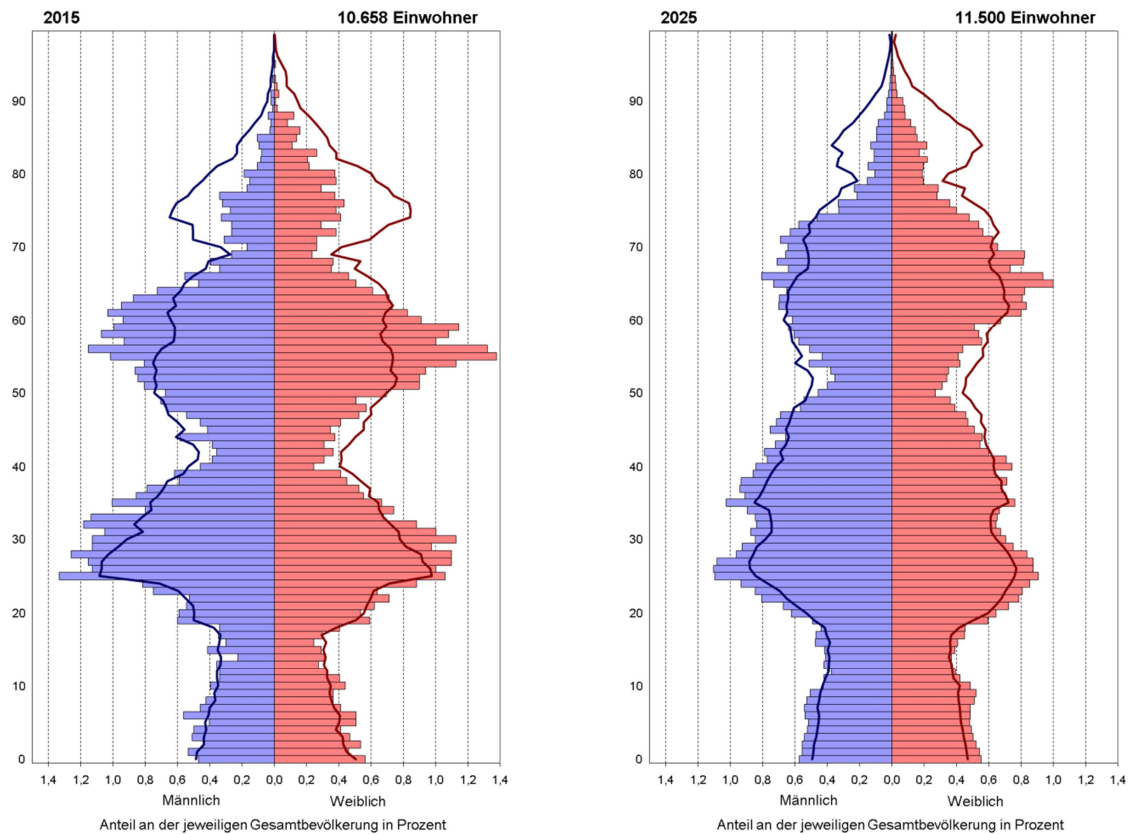 2015 10.658 Einwohner
90
80
70
60
50
40
30
20
10
0
1,4 1,2 1,0 0,8 0,6 0,4 0,2 0,0 0,2 0,4 0,6 0,8 1,0 1,2 1,4
Männlich Weiblich
Anteil an der jeweiligen Gesamtbevölkerung in Prozent
2025 11.500 Einwohner
90
80
70
60
50
40
30
20
10
0
1,4 1,2 1,0 0,8 0,6 0,4 0,2 0,0 0,2 0,4 0,6 0,8 1,0 1,2 1,4
Männlich Weiblich
Anteil an der jeweiligen Gesamtbevölkerung in Prozent